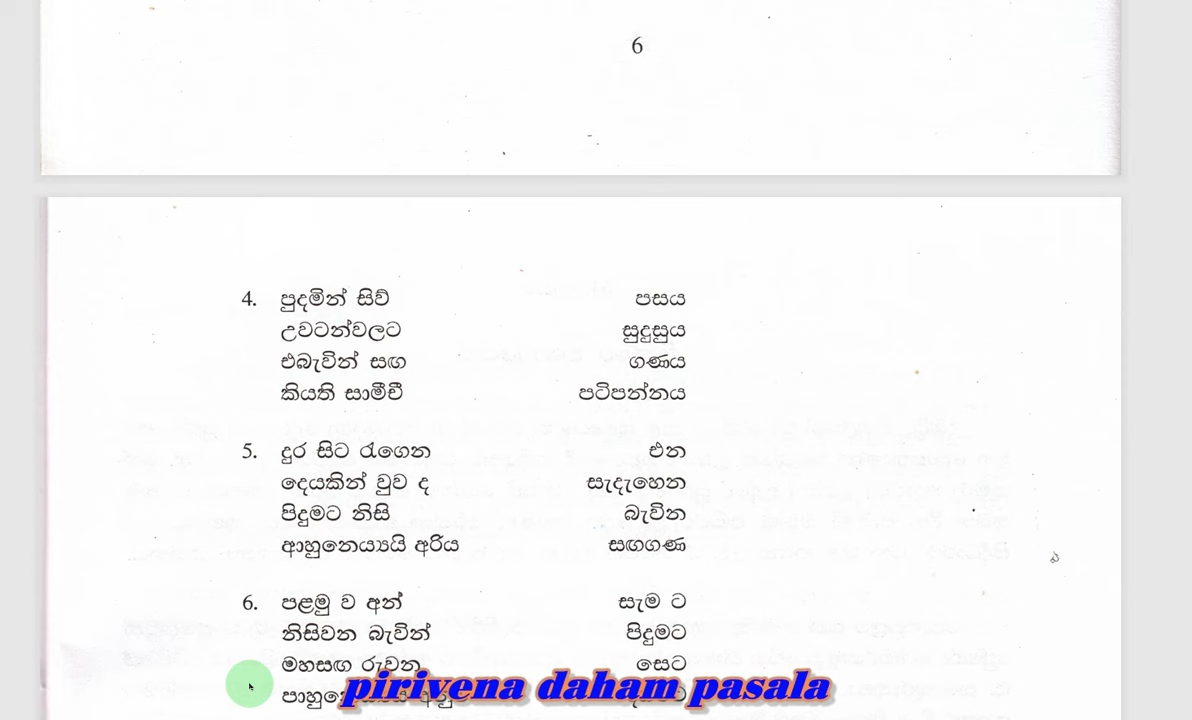 6
4. පුදමින් සිව් පසය
උවටන්වලට සුදුසුය
එබැවින් සඟ ගණය
කියති සාමීචී පටිපන්නය
5. දුර සිට රැගෙන එන
දෙයකින් වුව ද සැදැහෙන
පිදුමට නිසි බැවින
ආහුනෙය්‍යයි අරිය සඟගණ
6. පළමු ව අන් සැම ට
නිසිවන බැවින් පිදුමට
මහසඟ රුවන සෙට
pirivena daham pasala